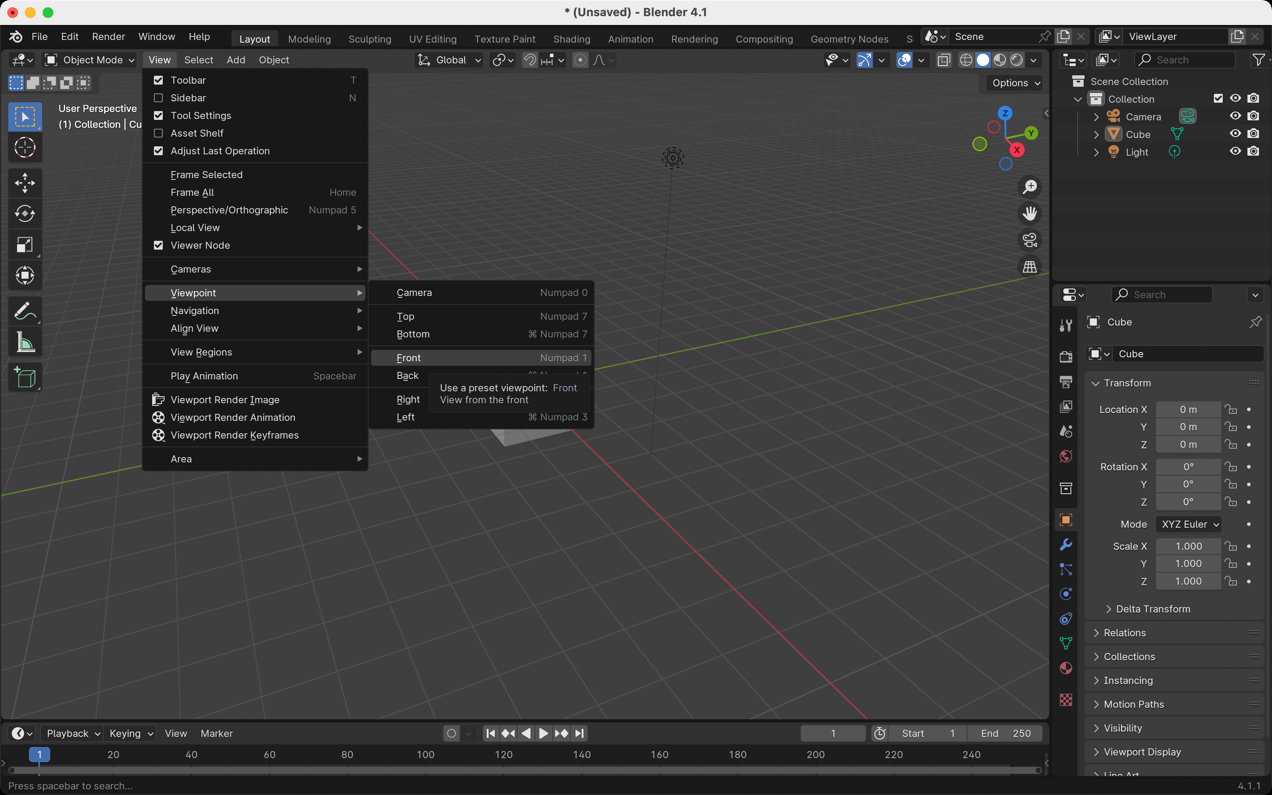 * (Unsaved) - Blender 4.1
File Edit Render Window Help Layout Modeling Sculpting UV Editing Texture Paint Shading Animation Rendering Compositing Geometry Nodes S Scene ViewLayer
Object Mode View Select Add Object Global
Options
User Perspective
(1) Collection | Cu
Toolbar T
Sidebar N
Tool Settings
Asset Shelf
Adjust Last Operation
Frame Selected
Frame All Home
Perspective/Orthographic Numpad 5
Local View
Viewer Node
Cameras
Viewpoint
Navigation
Align View
View Regions
Play Animation Spacebar
Viewport Render Image
Viewport Render Animation
Viewport Render Keyframes
Area
Camera Numpad 0
Top Numpad 7
Bottom ⌘ Numpad 7
Front Numpad 1
Back
Right
Left ⌘ Numpad 3
Use a preset viewpoint: Front
View from the front
Z
Y
X
Search
Scene Collection
Collection
Camera
Cube
Light
Search
Cube
Cube
Transform
Location X 0 m
Y 0 m
Z 0 m
Rotation X 0°
Y 0°
Z 0°
Mode XYZ Euler
Scale X 1.000
Y 1.000
Z 1.000
Delta Transform
Relations
Collections
Instancing
Motion Paths
Visibility
Viewport Display
Line Art
Playback Keying View Marker 1 Start 1 End 250
1 20 40 60 80 100 120 140 160 180 200 220 240
Press spacebar to search...
4.1.1